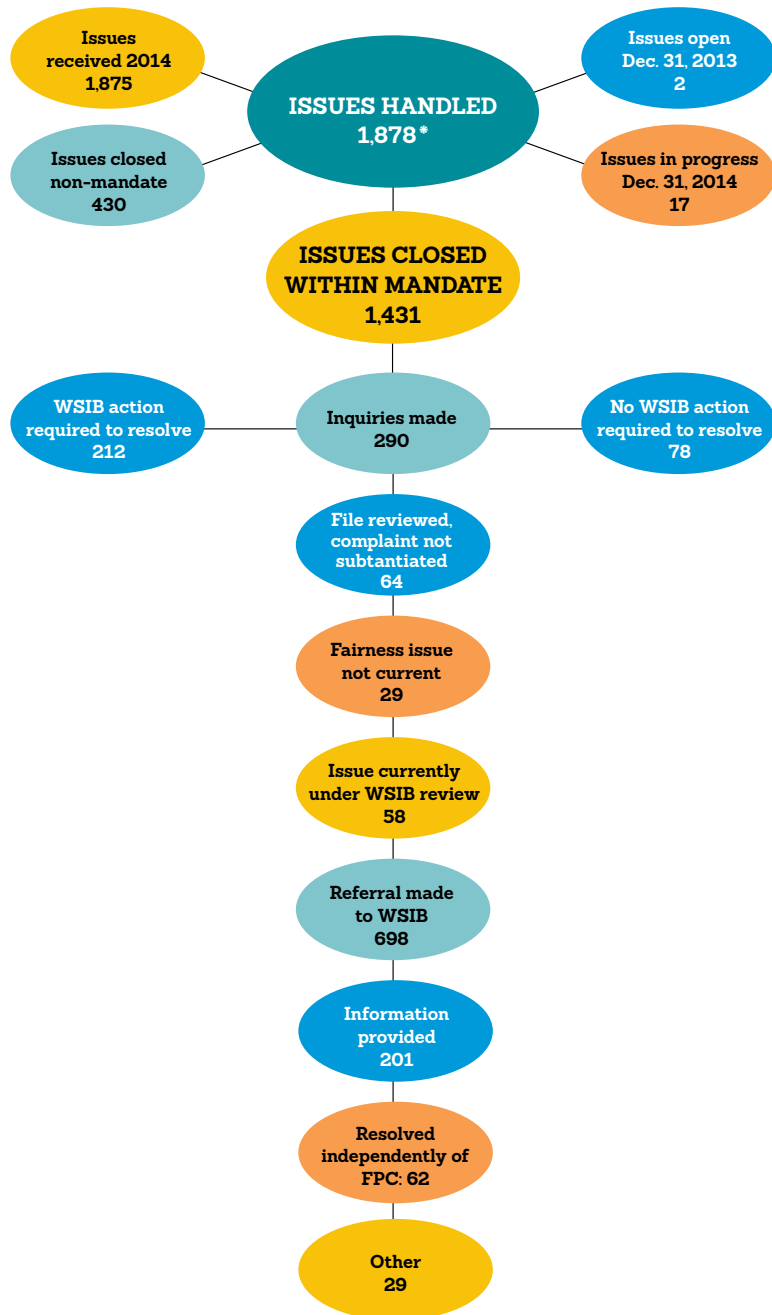 Issues
received 2014
1,875
ISSUES HANDLED
1,878*
Issues open
Dec. 31, 2013
2
Issues closed
non-mandate
430
Issues in progress
Dec. 31, 2014
17
ISSUES CLOSED
WITHIN MANDATE
1,431
WSIB action
required to resolve
212
Inquiries made
290
No WSIB action
required to resolve
78
File reviewed,
complaint not
subtantiated
64
Fairness issue
not current
29
Issue currently
under WSIB review
58
Referral made
to WSIB
698
Information
provided
201
Resolved
independently of
FPC: 62
Other
29